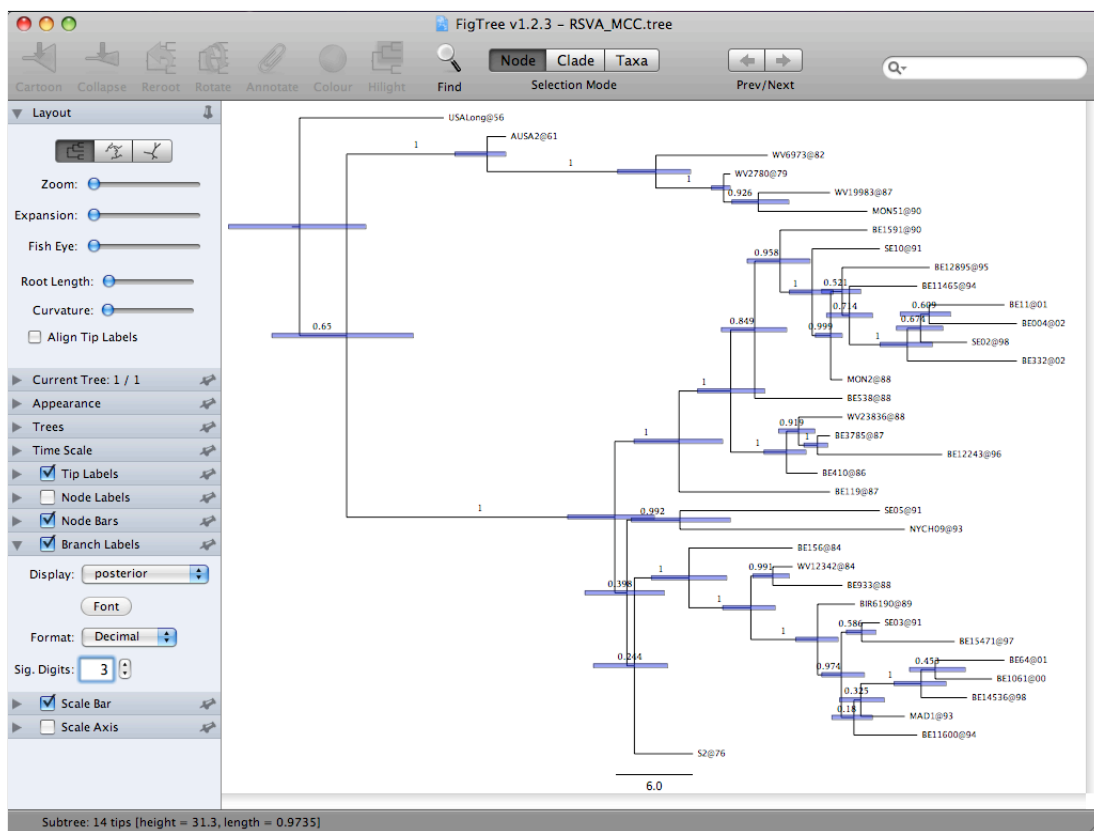 FigTree v1.2.3 – RSVA_MCC.tree
Cartoon Collapse Reroot Rotate Annotate Colour Hilight Find
Node Clade Taxa
Selection Mode
Prev/Next
Layout
Zoom:
Expansion:
Fish Eye:
Root Length:
Curvature:
Align Tip Labels
Current Tree: 1 / 1
Appearance
Trees
Time Scale
Tip Labels
Node Labels
Node Bars
Branch Labels
Display: posterior
Font
Format: Decimal
Sig. Digits: 3
Scale Bar
Scale Axis
USALong@56
AUSA2@61
1
WV6973@82
1
WV2780@79
1
WV19983@87
0.926
MON51@90
BE1591@90
0.958
SE10@91
BE12895@95
1
0.521
BE11465@94
BE11@01
0.609
0.714
BE004@02
0.674
0.65
0.849
0.999
SE02@98
1
BE332@02
MON2@88
1
BE538@88
WV23836@88
0.919
BE3785@87
1
1
1
BE12243@96
BE410@86
BE119@87
1
0.992
SE05@91
NYCH09@93
BE156@84
1
0.991
WV12342@84
BE933@88
0.398
1
BIR6190@89
SE03@91
0.586
1
BE15471@97
0.244
0.453
BE64@01
0.974
1
BE1061@00
0.325
BE14536@98
0.18
MAD1@93
BE11600@94
S2@76
6.0
Subtree: 14 tips [height = 31.3, length = 0.9735]